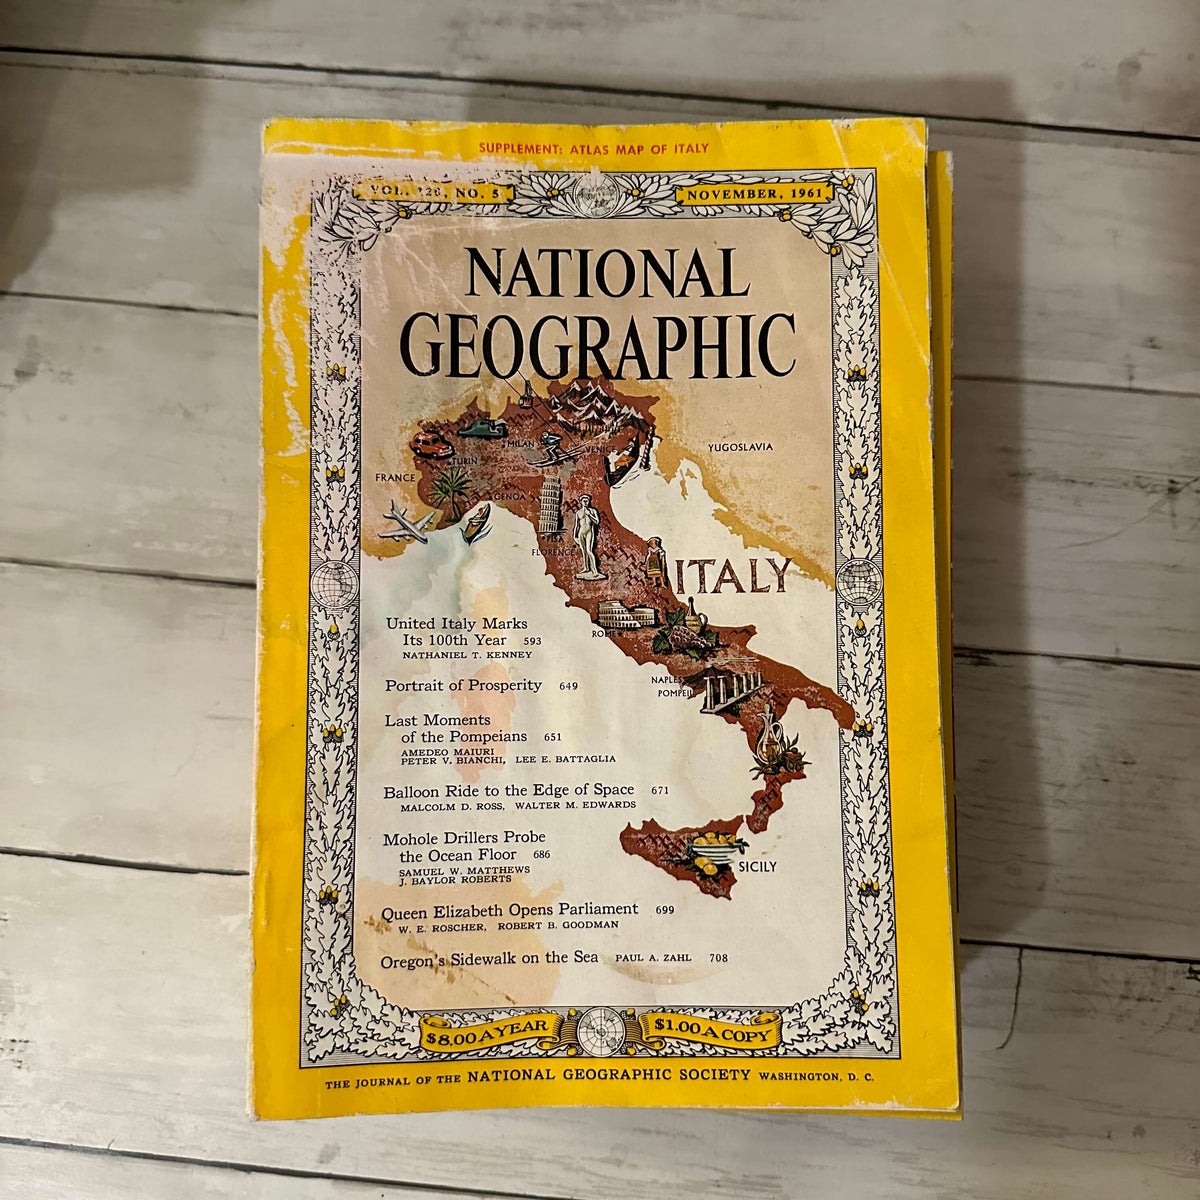 SUPPLEMENT: ATLAS MAP OF ITALY
VOL. 120, NO. 5
NOVEMBER, 1961
NATIONAL
GEOGRAPHIC
MILAN
VENICE
YUGOSLAVIA
TURIN
FRANCE
GENOA
PISA
FLORENCE
ITALY
United Italy Marks
Its 100th Year 593
NATHANIEL T. KENNEY
ROME
NAPLES
POMPEII
Portrait of Prosperity 649
Last Moments
of the Pompeians 651
AMEDEO MAIURI
PETER V. BIANCHI, LEE E. BATTAGLIA
Balloon Ride to the Edge of Space 671
MALCOLM D. ROSS, WALTER M. EDWARDS
Mohole Drillers Probe
the Ocean Floor 686
SAMUEL W. MATTHEWS
J. BAYLOR ROBERTS
SICILY
Queen Elizabeth Opens Parliament 699
W. E. ROSCHER, ROBERT B. GOODMAN
Oregon's Sidewalk on the Sea PAUL A. ZAHL 708
$8.00 A YEAR
$1.00 A COPY
THE JOURNAL OF THE NATIONAL GEOGRAPHIC SOCIETY WASHINGTON, D. C.